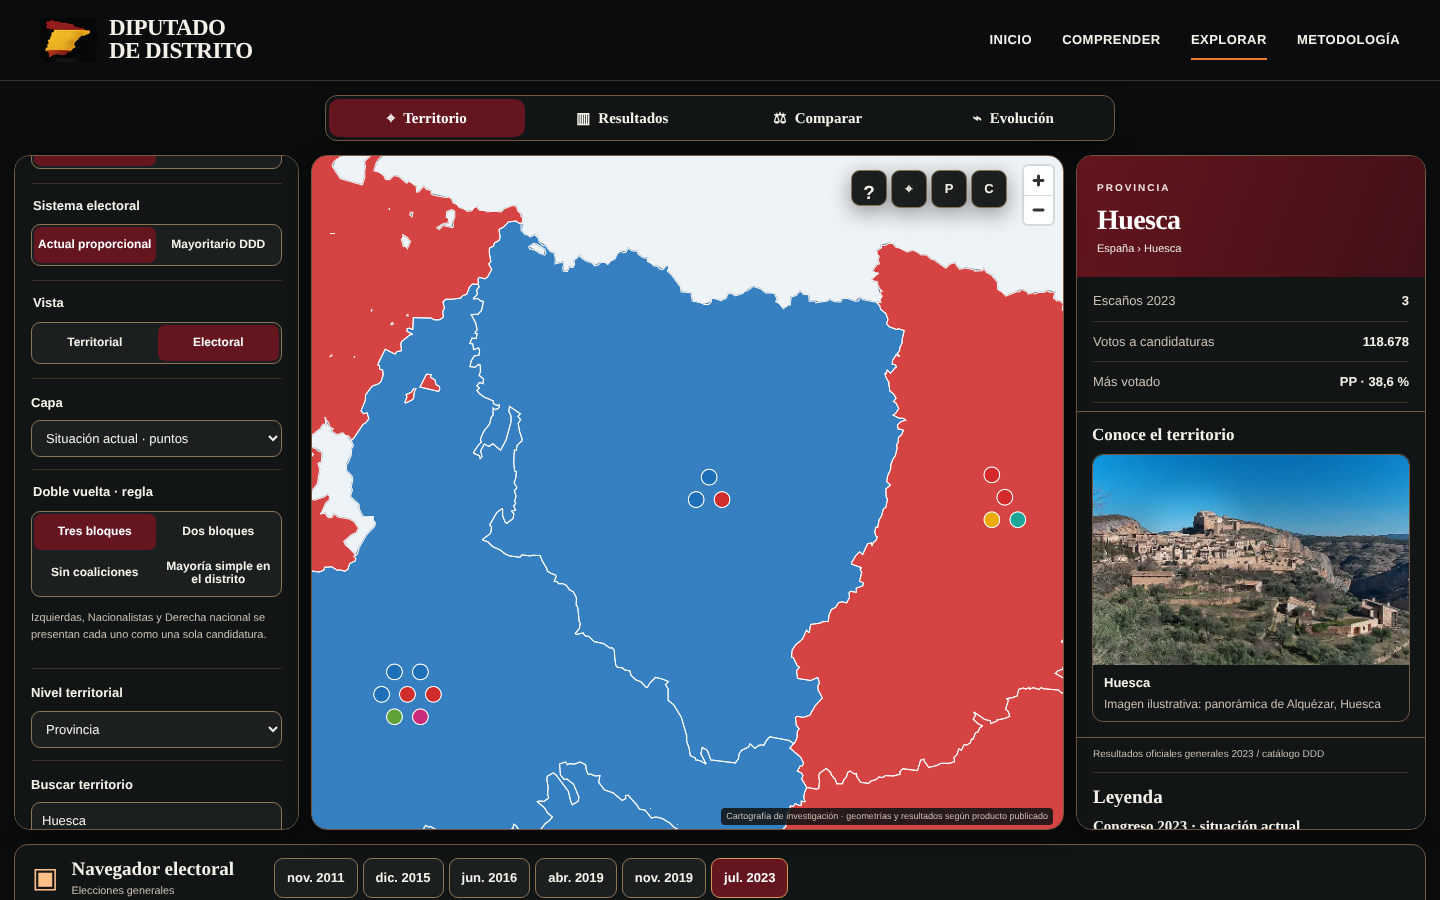 DIPUTADO
DE DISTRITO
INICIO
COMPRENDER
EXPLORAR
METODOLOGÍA
Territorio
Resultados
Comparar
Evolución
Sistema electoral
Actual proporcional
Mayoritario DDD
Vista
Territorial
Electoral
Capa
Situación actual · puntos
Doble vuelta · regla
Tres bloques
Dos bloques
Sin coaliciones
Mayoría simple en
el distrito
Izquierdas, Nacionalistas y Derecha nacional se
presentan cada uno como una sola candidatura.
Nivel territorial
Provincia
Buscar territorio
Huesca
?
P
C
+
−
Cartografía de investigación · geometrías y resultados según producto publicado
PROVINCIA
Huesca
España › Huesca
Escaños 2023
3
Votos a candidaturas
118.678
Más votado
PP · 38,6 %
Conoce el territorio
Huesca
Imagen ilustrativa: panorámica de Alquézar, Huesca
Resultados oficiales generales 2023 / catálogo DDD
Leyenda
Congreso 2023 · situación actual
Navegador electoral
Elecciones generales
nov. 2011
dic. 2015
jun. 2016
abr. 2019
nov. 2019
jul. 2023